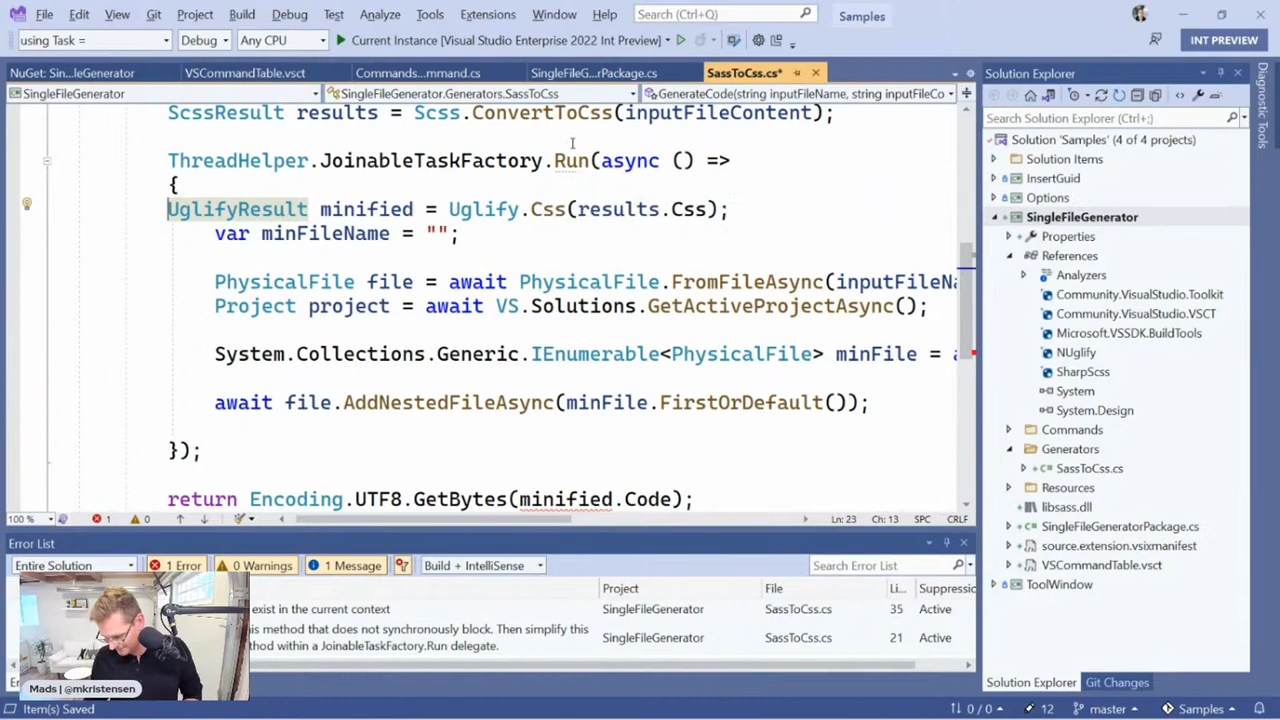 File Edit View Git Project Build Debug Test Analyze Tools Extensions Window Help Search (Ctrl+Q) Samples
using Task = Debug Any CPU Current Instance [Visual Studio Enterprise 2022 Int Preview] INT PREVIEW
NuGet: Sin...leGenerator VSCommandTable.vsct Commands...mmand.cs SingleFileG...rPackage.cs SassToCss.cs*
SingleFileGenerator SingleFileGenerator.Generators.SassToCss GenerateCode(string inputFileName, string inputFileCo
ScssResult results = Scss.ConvertToCss(inputFileContent);
ThreadHelper.JoinableTaskFactory.Run(async () =>
{
UglifyResult minified = Uglify.Css(results.Css);
var minFileName = "";
PhysicalFile file = await PhysicalFile.FromFileAsync(inputFileNa
Project project = await VS.Solutions.GetActiveProjectAsync();
System.Collections.Generic.IEnumerable<PhysicalFile> minFile = a
await file.AddNestedFileAsync(minFile.FirstOrDefault());
});
return Encoding.UTF8.GetBytes(minified.Code);
100 % 1 0 Ln: 23 Ch: 13 SPC CRLF
Error List
Entire Solution 1 Error 0 Warnings 1 Message Build + IntelliSense Search Error List
Project File Li... Suppressio
exist in the current context SingleFileGenerator SassToCss.cs 35 Active
is method that does not synchronously block. Then simplify this SingleFileGenerator SassToCss.cs 21 Active
thod within a JoinableTaskFactory.Run delegate.
Mads | @mkristensen
Solution Explorer
Search Solution Explorer (Ctrl+;)
Solution 'Samples' (4 of 4 projects)
Solution Items
InsertGuid
Options
SingleFileGenerator
Properties
References
Analyzers
Community.VisualStudio.Toolkit
Community.VisualStudio.VSCT
Microsoft.VSSDK.BuildTools
NUglify
SharpScss
System
System.Design
Commands
Generators
SassToCss.cs
Resources
libsass.dll
SingleFileGeneratorPackage.cs
source.extension.vsixmanifest
VSCommandTable.vsct
ToolWindow
Solution Explorer Git Changes
Diagnostic Tools
Item(s) Saved 0 / 0 12 master Samples